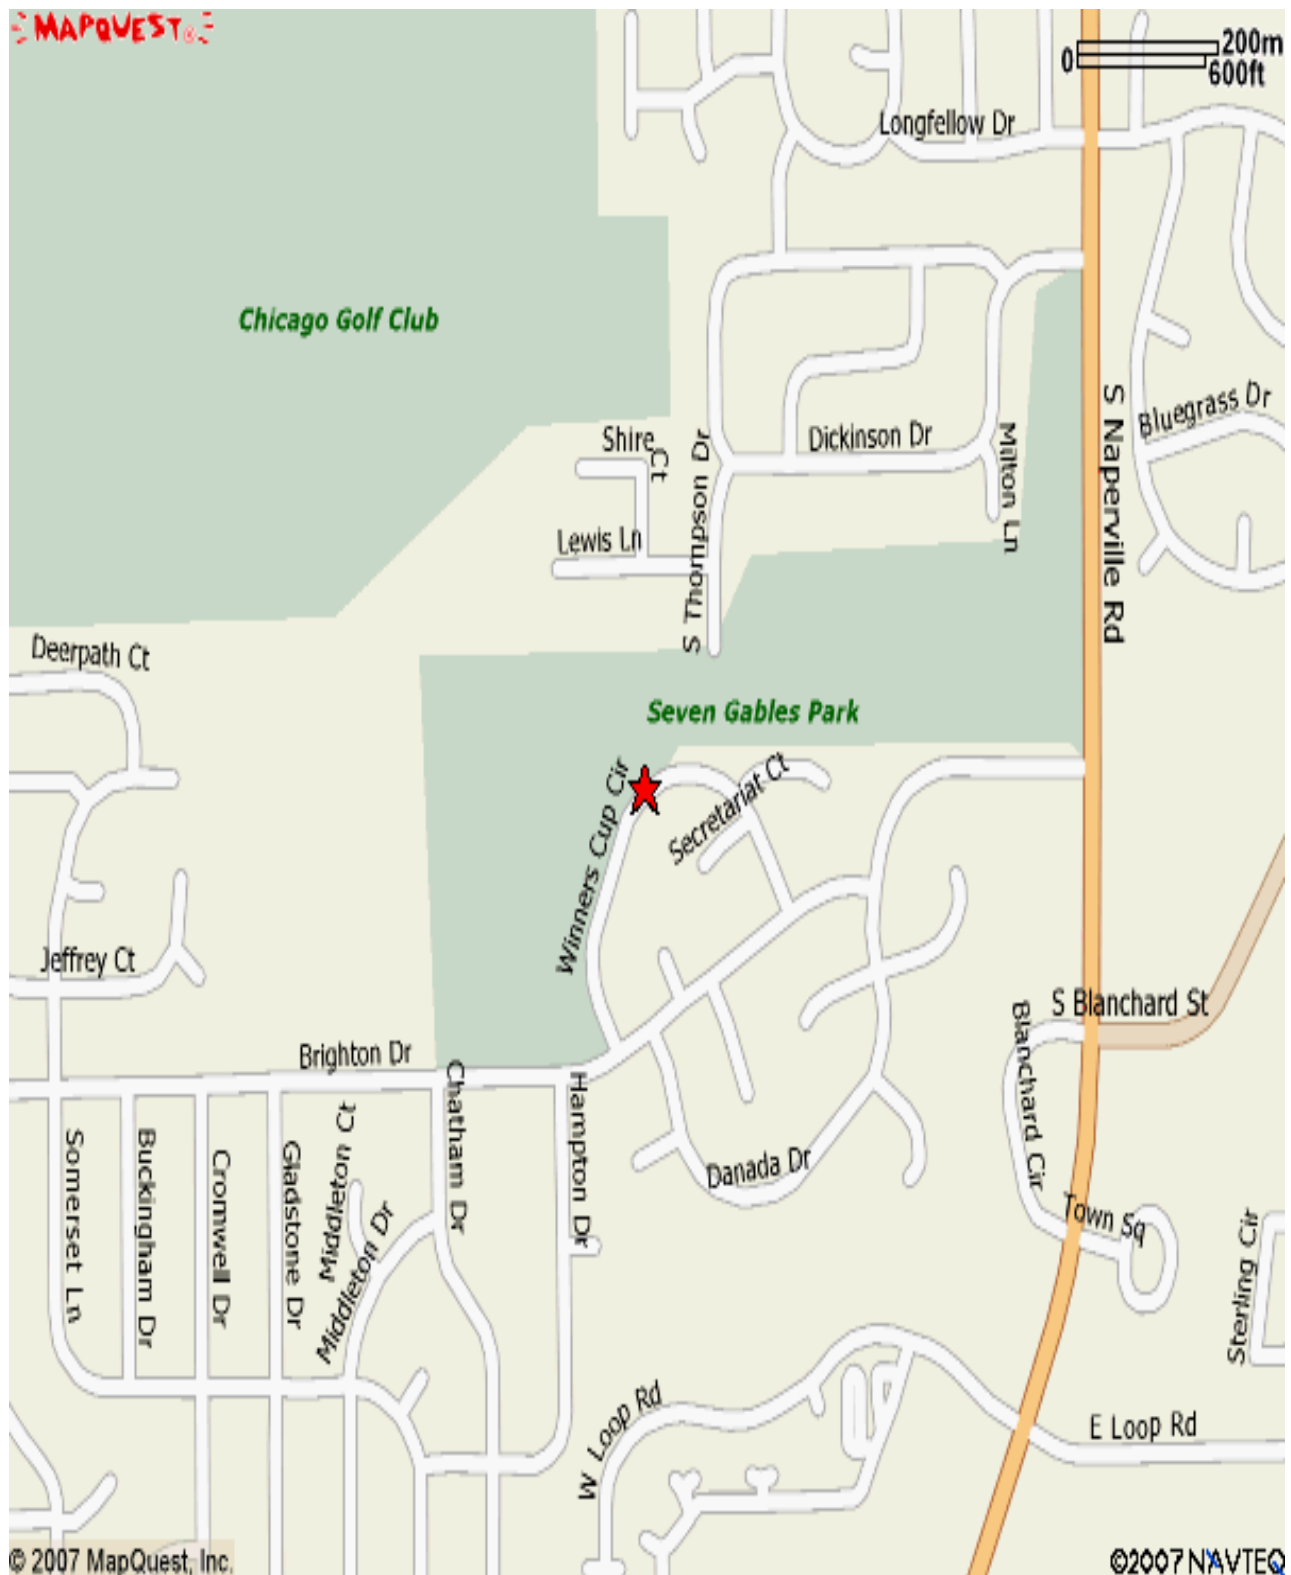 MAPQUEST®
200m
0
600ft
Longfellow Dr
Chicago Golf Club
S Naperville Rd
Bluegrass Dr
Shire Ct
S Thompson Dr
Dickinson Dr
Milton Ln
Lewis Ln
Deerpath Ct
Seven Gables Park
Winners Cup Cir
Secretariat Ct
Jeffrey Ct
S Blanchard St
Blanchard Cir
Brighton Dr
Chatham Dr
Hampton Dr
Middleton Ct
Somerset Ln
Buckingham Dr
Cromwell Dr
Gladstone Dr
Middleton Dr
Danada Dr
Town Sq
Sterling Cir
W Loop Rd
E Loop Rd
© 2007 MapQuest, Inc.
©2007 NAVTEQ